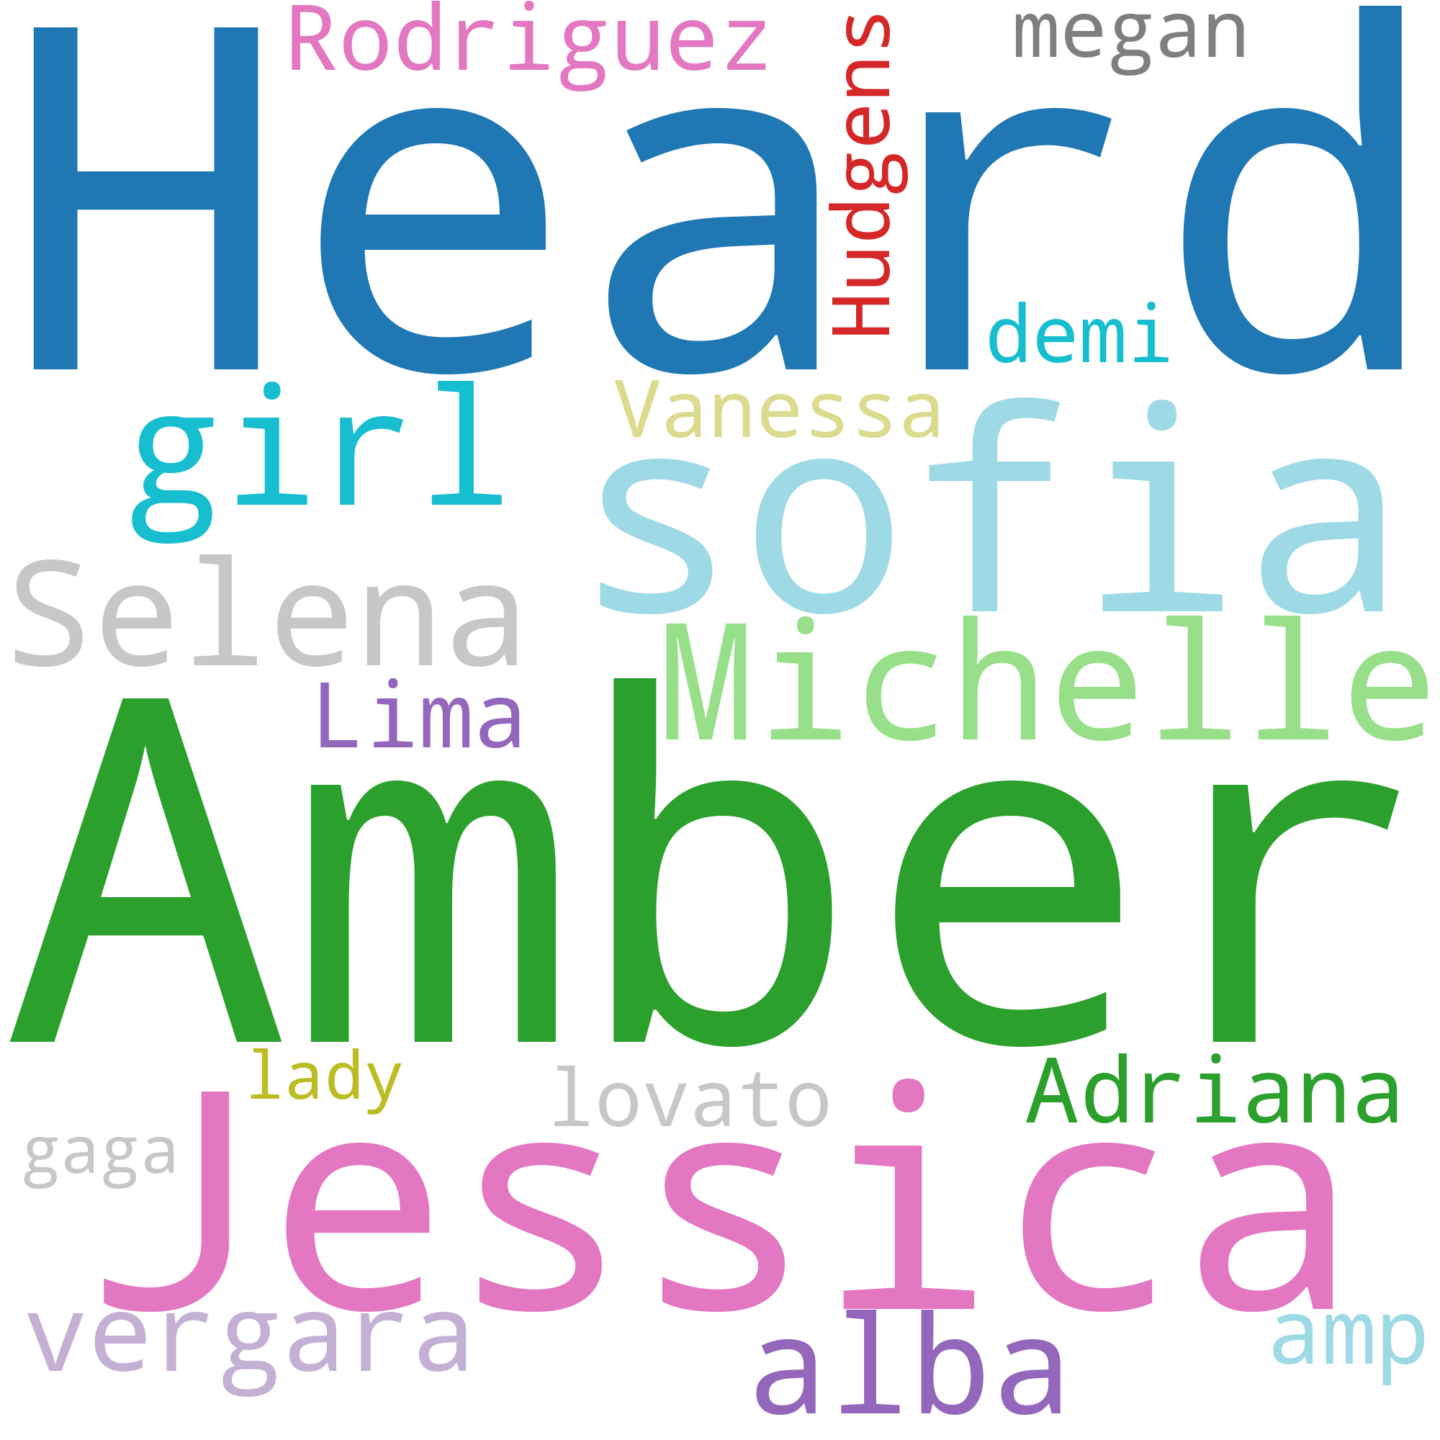 Rodriguez
megan
Hudgens
Heard
demi
girl
Vanessa
sofia
Selena
Michelle
Lima
Amber
lady
lovato
Adriana
gaga
Jessica
vergara
alba
amp